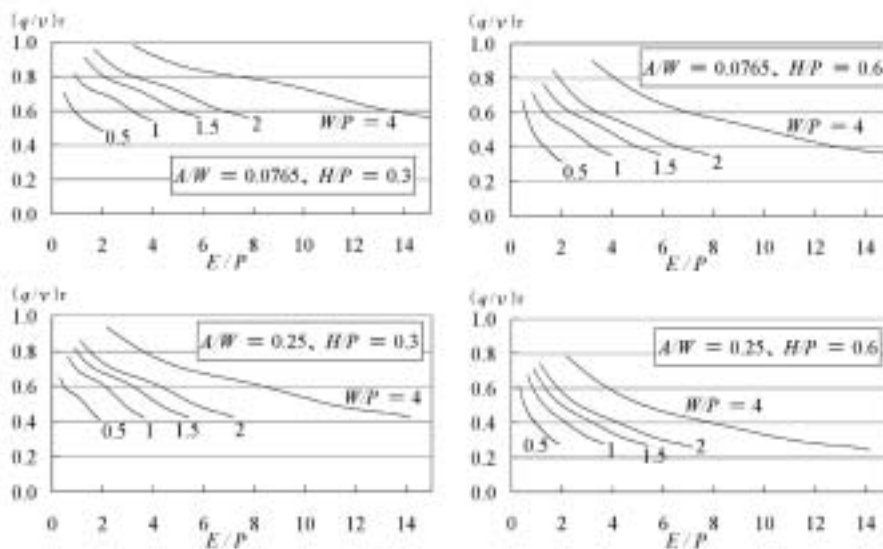 (q/v)r
1.0
0.8
0.6
0.4
0.2
0.0
0.5
1
1.5
2
W/P = 4
A/W = 0.0765、H/P = 0.3
0 2 4 6 8 10 12 14
E/P
(q/v)r
1.0
0.8
0.6
0.4
0.2
0.0
A/W = 0.0765、H/P = 0.6
0.5
1
1.5
2
W/P = 4
0 2 4 6 8 10 12 14
E/P
(q/v)r
1.0
0.8
0.6
0.4
0.2
0.0
A/W = 0.25、H/P = 0.3
0.5
1
1.5
2
W/P = 4
0 2 4 6 8 10 12 14
E/P
(q/v)r
1.0
0.8
0.6
0.4
0.2
0.0
A/W = 0.25、H/P = 0.6
0.5
1
1.5
2
W/P = 4
0 2 4 6 8 10 12 14
E/P